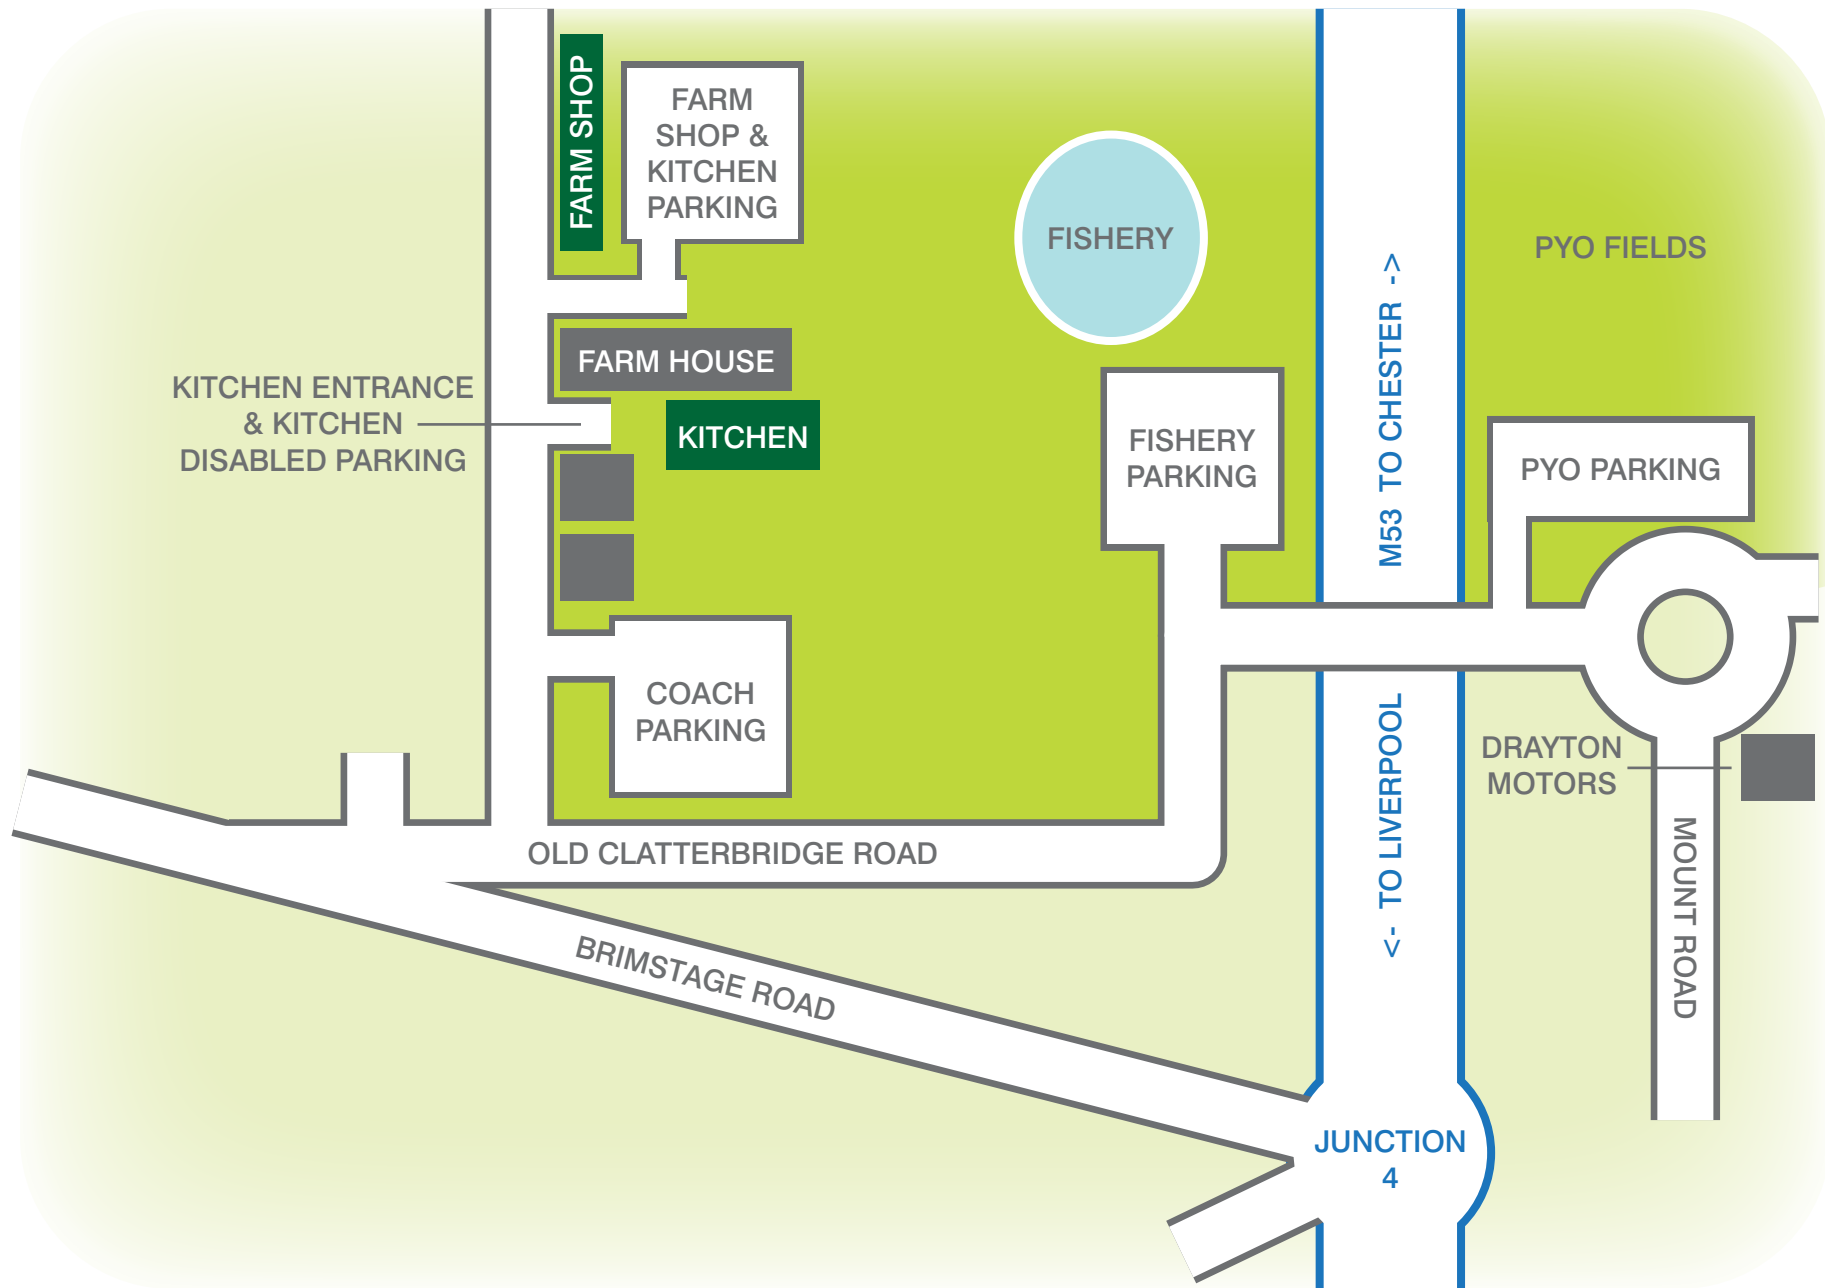 FARM SHOP
FARM
SHOP &
KITCHEN
PARKING
FISHERY
PYO FIELDS
M53 TO CHESTER ->
FARM HOUSE
KITCHEN ENTRANCE
& KITCHEN
DISABLED PARKING
KITCHEN
FISHERY
PARKING
PYO PARKING
COACH
PARKING
<- TO LIVERPOOL
DRAYTON
MOTORS
OLD CLATTERBRIDGE ROAD
MOUNT ROAD
BRIMSTAGE ROAD
JUNCTION
4